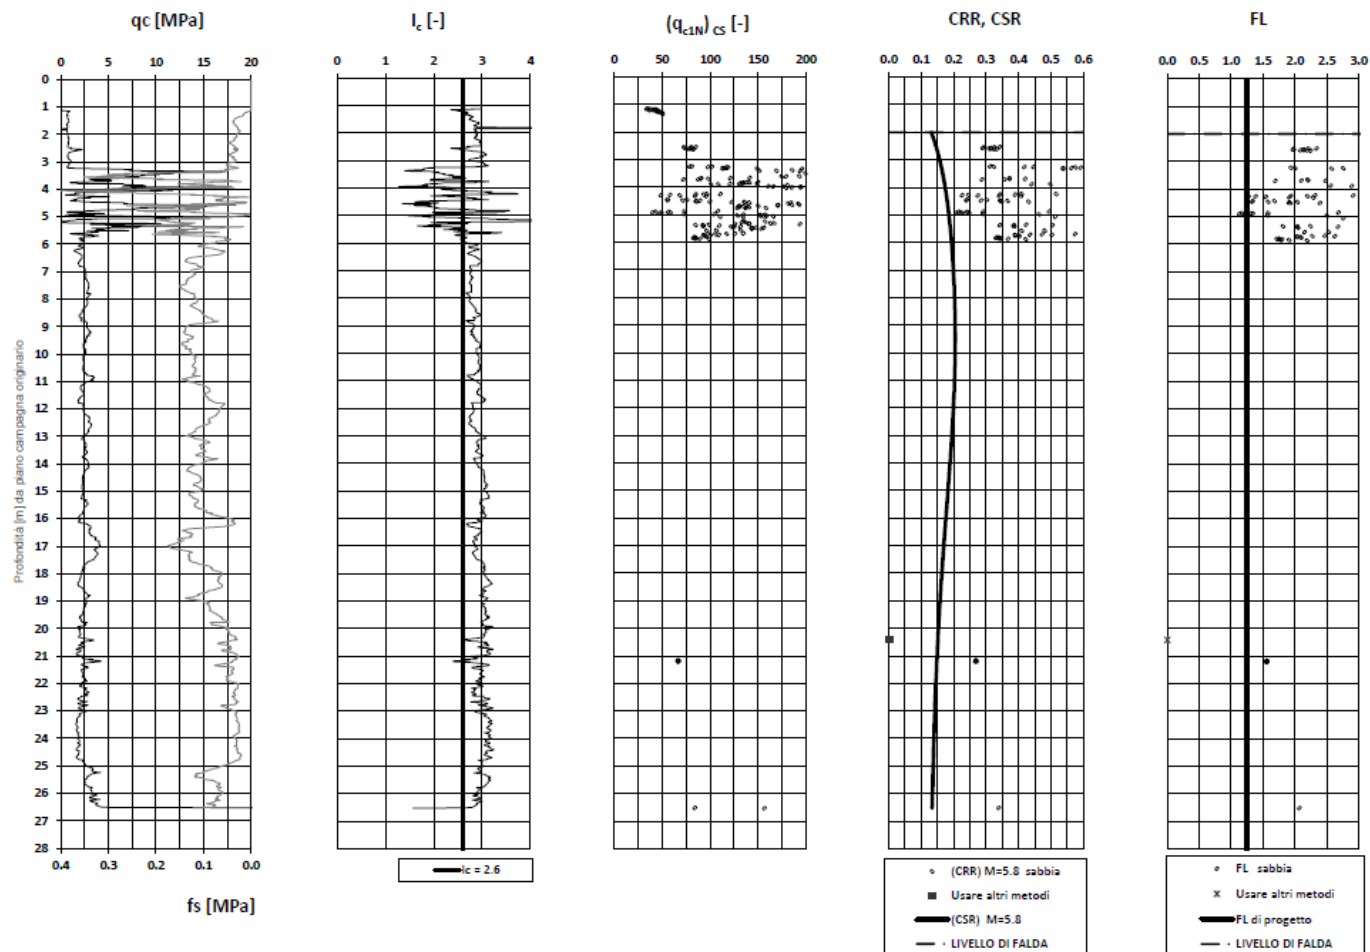 qc [MPa]
Ic [-]
(qc1N)CS [-]
CRR, CSR
FL
0 5 10 15 20
0 1 2 3 4
0 50 100 150 200
0.0 0.1 0.2 0.3 0.4 0.5 0.6
0.0 0.5 1.0 1.5 2.0 2.5 3.0
Profondità [m] da piano campagna originario
0
1
2
3
4
5
6
7
8
9
10
11
12
13
14
15
16
17
18
19
20
21
22
23
24
25
26
27
28
0.4 0.3 0.2 0.1 0.0
fs [MPa]
Ic = 2.6
(CRR) M=5.8 sabbia
Usare altri metodi
(CSR) M=5.8
LIVELLO DI FALDA
FL sabbia
Usare altri metodi
FL di progetto
LIVELLO DI FALDA